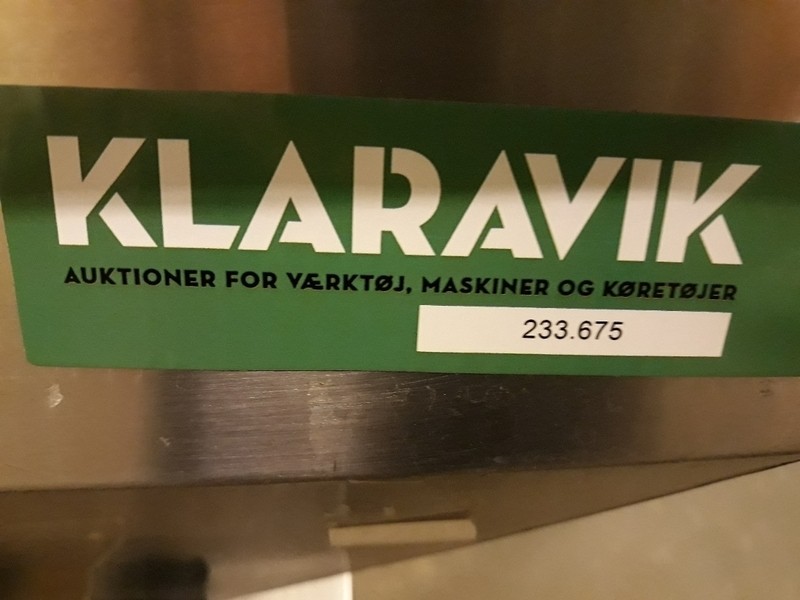 KLARAVIK
AUKTIONER FOR VÆRKTØJ, MASKINER OG KØRETØJER
233.675